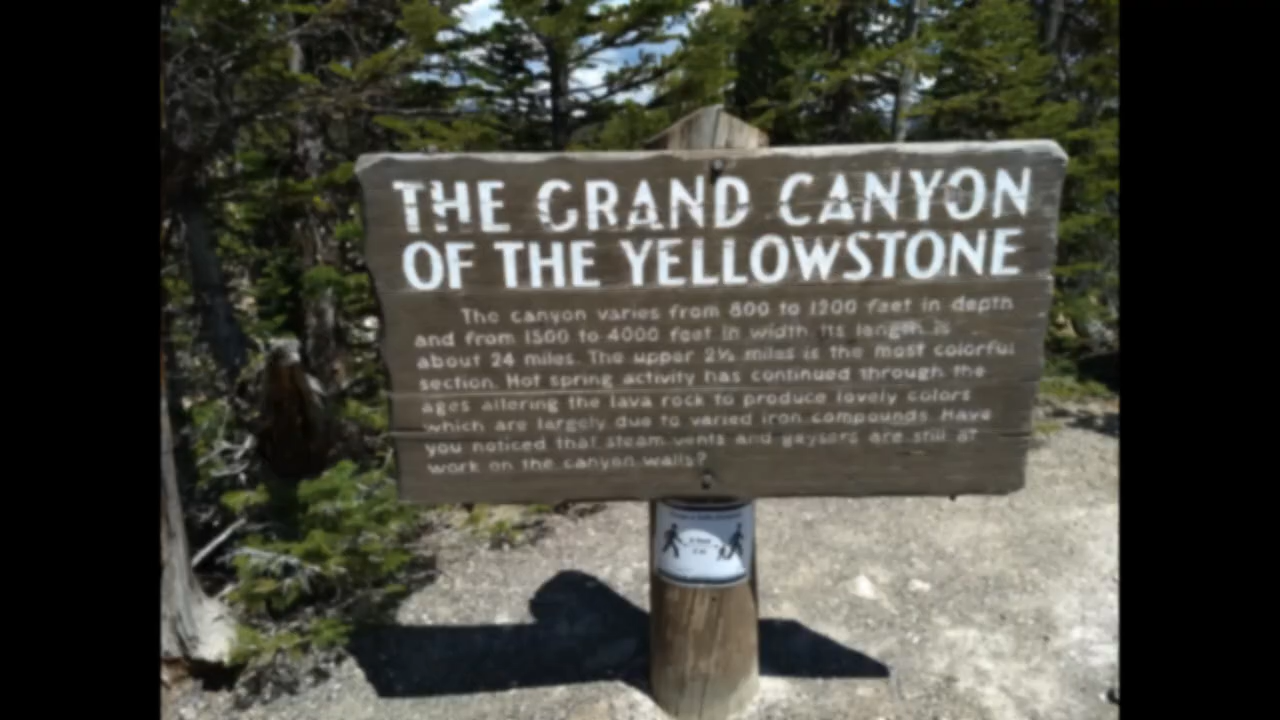 THE GRAND CANYON
OF THE YELLOWSTONE
The canyon varies from 800 to 1200 feet in depth
and from 1500 to 4000 feet in width. Its length is
about 24 miles. The upper 2½ miles is the most colorful
section. Hot spring activity has continued through the
ages altering the lava rock to produce lovely colors
which are largely due to varied iron compounds. Have
you noticed that steam vents and geysers are still at
work on the canyon walls?